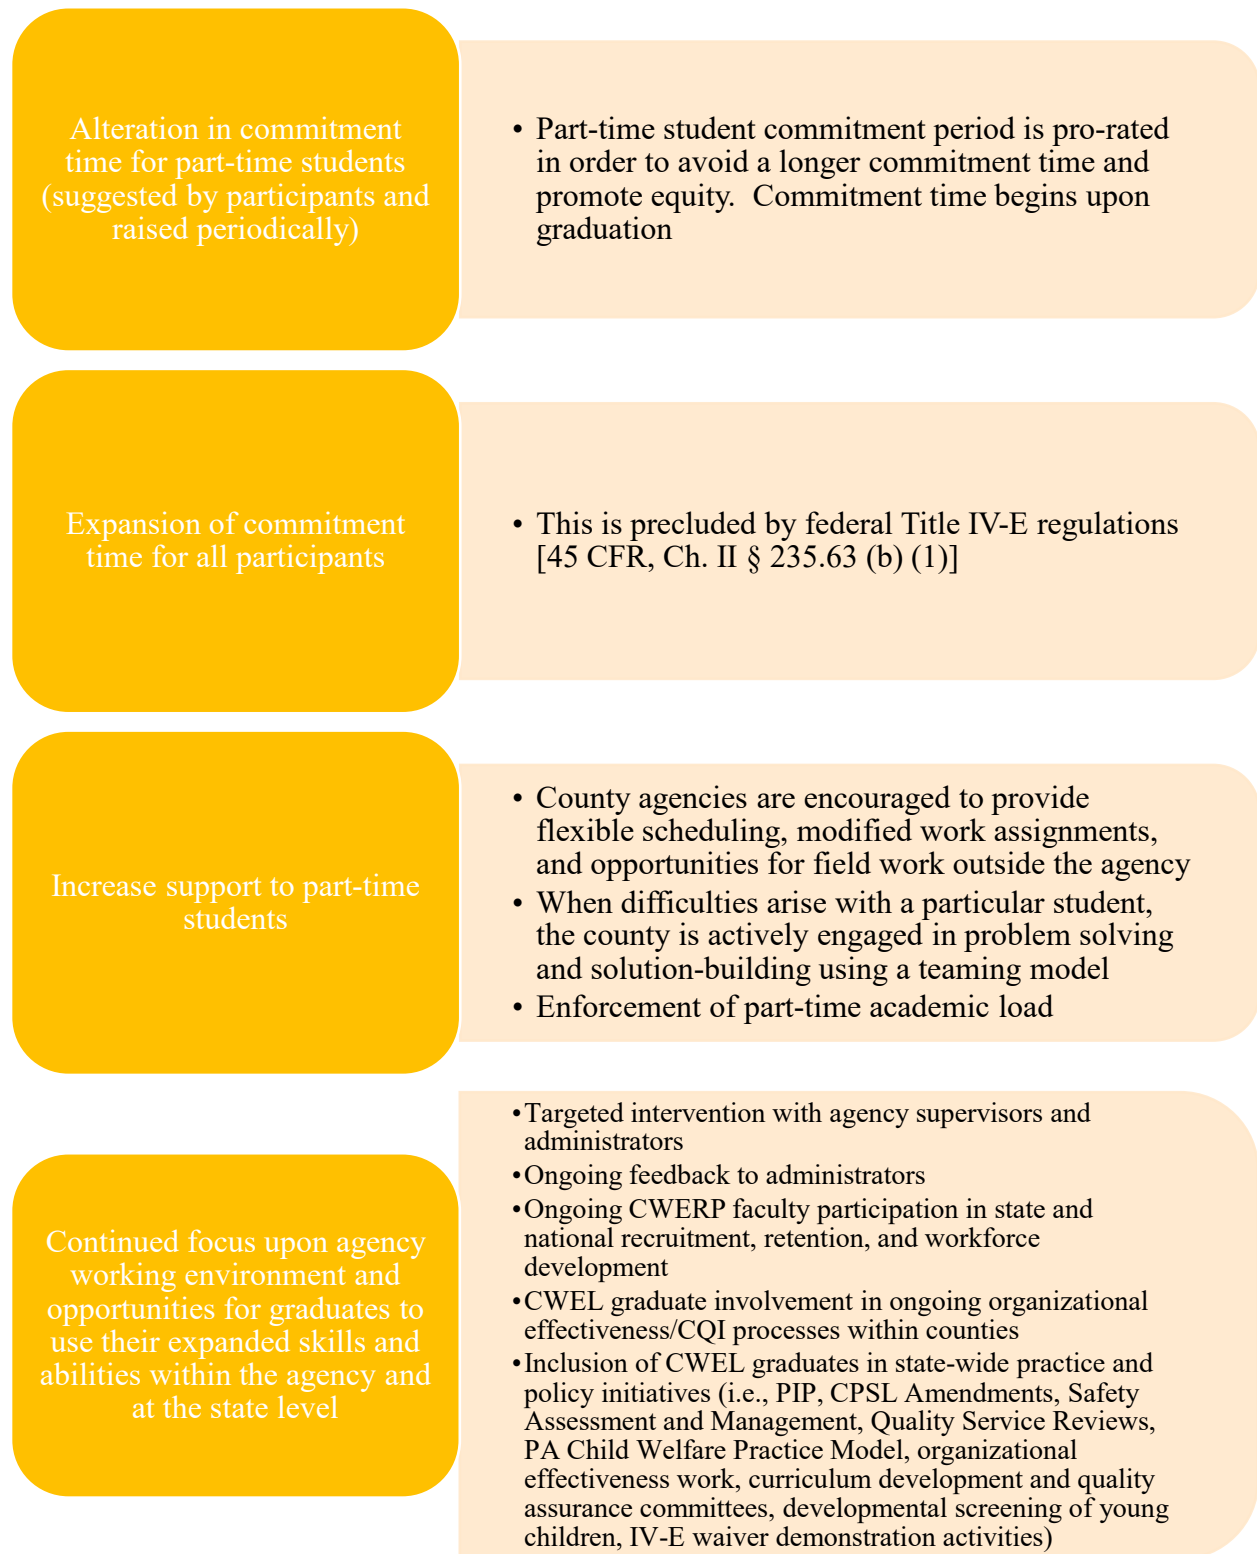 Alteration in commitment
time for part-time students
(suggested by participants and
raised periodically)
• Part-time student commitment period is pro-rated
in order to avoid a longer commitment time and
promote equity.  Commitment time begins upon
graduation
Expansion of commitment
time for all participants
• This is precluded by federal Title IV-E regulations
[45 CFR, Ch. II § 235.63 (b) (1)]
Increase support to part-time
students
• County agencies are encouraged to provide
flexible scheduling, modified work assignments,
and opportunities for field work outside the agency
• When difficulties arise with a particular student,
the county is actively engaged in problem solving
and solution-building using a teaming model
• Enforcement of part-time academic load
Continued focus upon agency
working environment and
opportunities for graduates to
use their expanded skills and
abilities within the agency and
at the state level
•Targeted intervention with agency supervisors and
administrators
•Ongoing feedback to administrators
•Ongoing CWERP faculty participation in state and
national recruitment, retention, and workforce
development
•CWEL graduate involvement in ongoing organizational
effectiveness/CQI processes within counties
•Inclusion of CWEL graduates in state-wide practice and
policy initiatives (i.e., PIP, CPSL Amendments, Safety
Assessment and Management, Quality Service Reviews,
PA Child Welfare Practice Model, organizational
effectiveness work, curriculum development and quality
assurance committees, developmental screening of young
children, IV-E waiver demonstration activities)